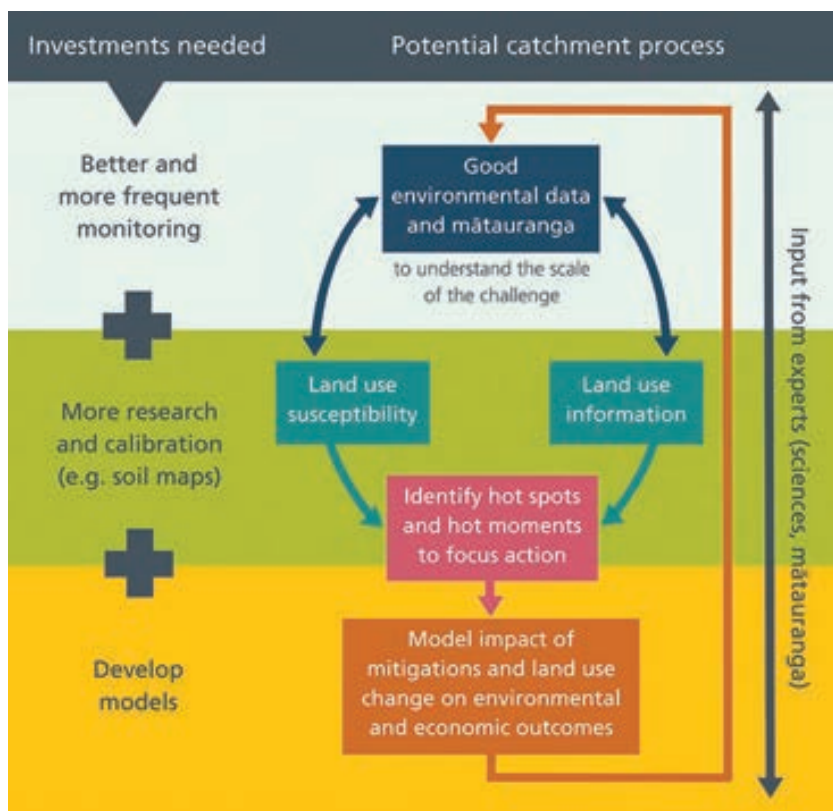 Investments needed
Potential catchment process
Better and
more frequent
monitoring
Good
environmental data
and mātauranga
to understand the scale
of the challenge
More research
and calibration
(e.g. soil maps)
Land use
susceptibility
Land use
information
Identify hot spots
and hot moments
to focus action
Develop
models
Model impact of
mitigations and land use
change on environmental
and economic outcomes
Input from experts (sciences, mātauranga)